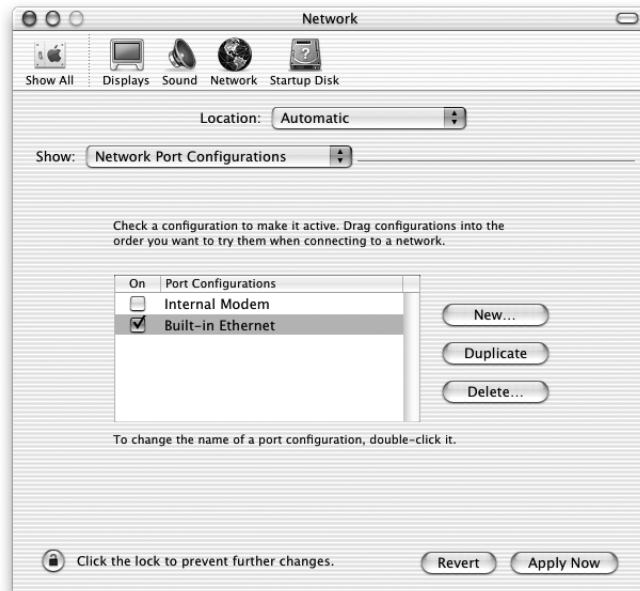 Network
Show All Displays Sound Network Startup Disk
Location: Automatic
Show: Network Port Configurations
Check a configuration to make it active. Drag configurations into the
order you want to try them when connecting to a network.
On Port Configurations
Internal Modem
Built-in Ethernet
New...
Duplicate
Delete...
To change the name of a port configuration, double-click it.
Click the lock to prevent further changes.
Revert Apply Now